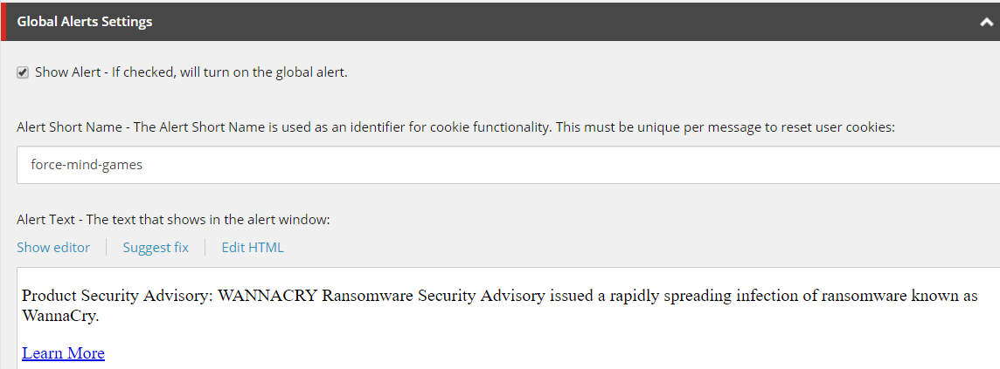 Global Alerts Settings
Show Alert - If checked, will turn on the global alert.
Alert Short Name - The Alert Short Name is used as an identifier for cookie functionality. This must be unique per message to reset user cookies:
force-mind-games
Alert Text - The text that shows in the alert window:
Show editor Suggest fix Edit HTML
Product Security Advisory: WANNACRY Ransomware Security Advisory issued a rapidly spreading infection of ransomware known as
WannaCry.
Learn More